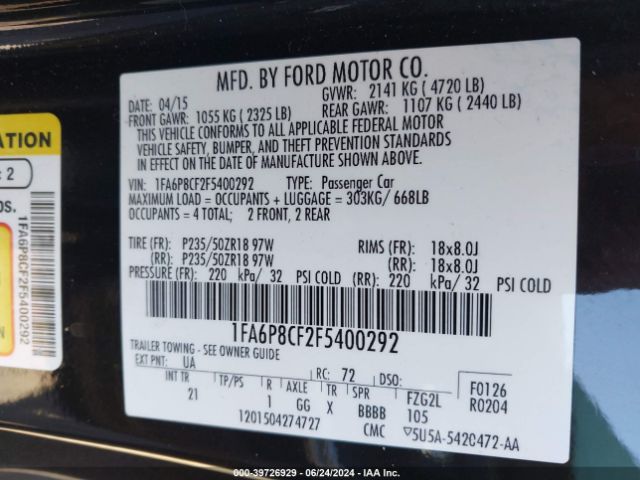 MFD. BY FORD MOTOR CO.
DATE: 04/15 GVWR: 2141 KG ( 4720 LB)
FRONT GAWR: 1055 KG ( 2325 LB) REAR GAWR: 1107 KG ( 2440 LB)
THIS VEHICLE CONFORMS TO ALL APPLICABLE FEDERAL MOTOR
VEHICLE SAFETY, BUMPER, AND THEFT PREVENTION STANDARDS
IN EFFECT ON THE DATE OF MANUFACTURE SHOWN ABOVE.
VIN: 1FA6P8CF2F5400292 TYPE: Passenger Car
MAXIMUM LOAD = OCCUPANTS + LUGGAGE = 303KG/ 668LB
OCCUPANTS = 4 TOTAL; 2 FRONT, 2 REAR
TIRE (FR): P235/50ZR18 97W RIMS (FR): 18x8.0J
(RR): P235/50ZR18 97W (RR): 18x8.0J
PRESSURE (FR): 220 kPa/ 32 PSI COLD (RR): 220 kPa/ 32 PSI COLD
1FA6P8CF2F5400292
TRAILER TOWING - SEE OWNER GUIDE
EXT PNT: UA RC: 72 DSO: F0126
INT TR TP/PS R AXLE TR SPR FZG2L R0204
21 1 GG X BBBB 105
1201504274727 CMC 5U5A-5420472-AA
ATION
: 2
OS.
1FA6P8CF2F5400292
ON
000-39726929 - 06/24/2024 - IAA Inc.